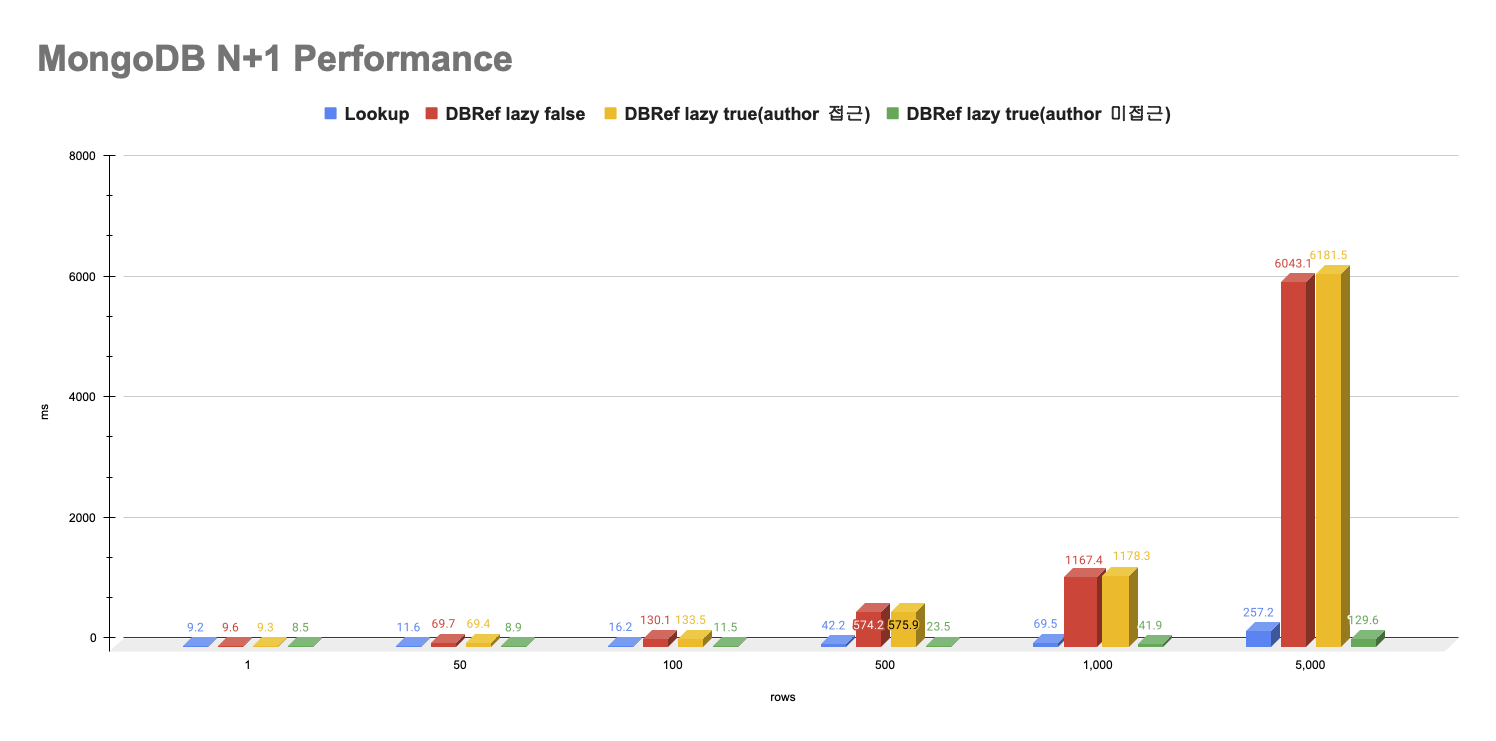 MongoDB N+1 Performance
Lookup DBRef lazy false DBRef lazy true(author 접근) DBRef lazy true(author 미접근)
8000
6000
4000
2000
0
ms
9.2 9.6 9.3 8.5
11.6 69.7 69.4 8.9
16.2 130.1 133.5 11.5
42.2 574.2 575.9 23.5
69.5 1167.4 1178.3 41.9
257.2 6043.1 6181.5 129.6
1 50 100 500 1,000 5,000
rows